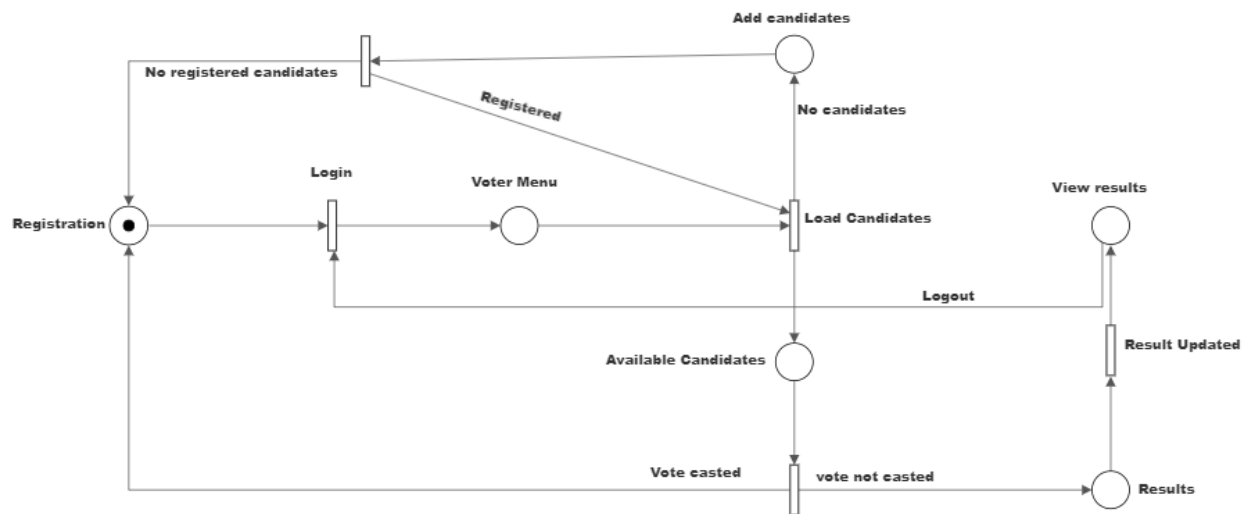 Add candidates
No registered candidates
Registered
No candidates
Login
Voter Menu
View results
Registration
Load Candidates
Logout
Result Updated
Available Candidates
Vote casted
vote not casted
Results